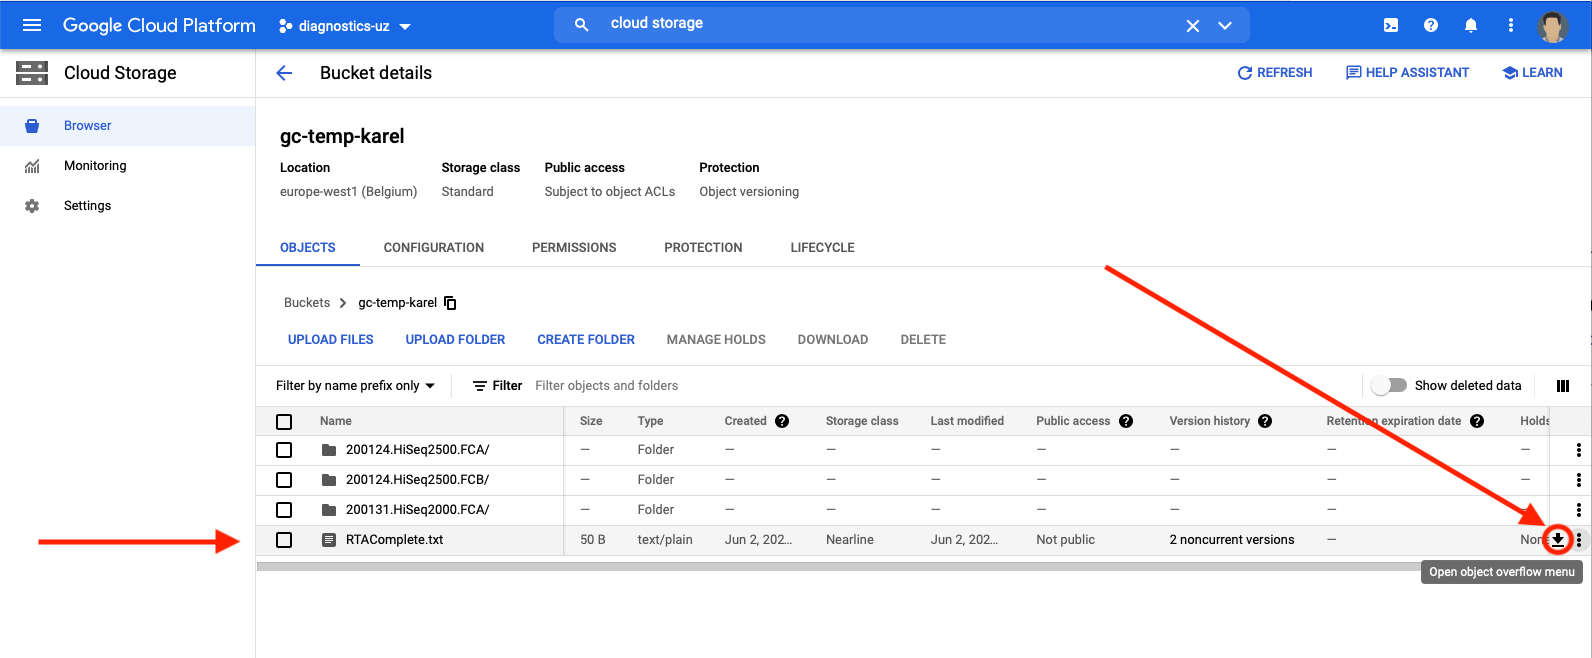 Google Cloud Platform diagnostics-uz cloud storage
Cloud Storage Bucket details REFRESH HELP ASSISTANT LEARN
Browser
Monitoring
Settings
gc-temp-karel
Location Storage class Public access Protection
europe-west1 (Belgium) Standard Subject to object ACLs Object versioning
OBJECTS CONFIGURATION PERMISSIONS PROTECTION LIFECYCLE
Buckets gc-temp-karel
UPLOAD FILES UPLOAD FOLDER CREATE FOLDER MANAGE HOLDS DOWNLOAD DELETE
Filter by name prefix only Filter Filter objects and folders Show deleted data
Name Size Type Created Storage class Last modified Public access Version history Retention expiration date Holds
200124.HiSeq2500.FCA/ — Folder — — — — — — —
200124.HiSeq2500.FCB/ — Folder — — — — — — —
200131.HiSeq2000.FCA/ — Folder — — — — — — —
RTAComplete.txt 50 B text/plain Jun 2, 202... Nearline Jun 2, 202... Not public 2 noncurrent versions — None
Open object overflow menu